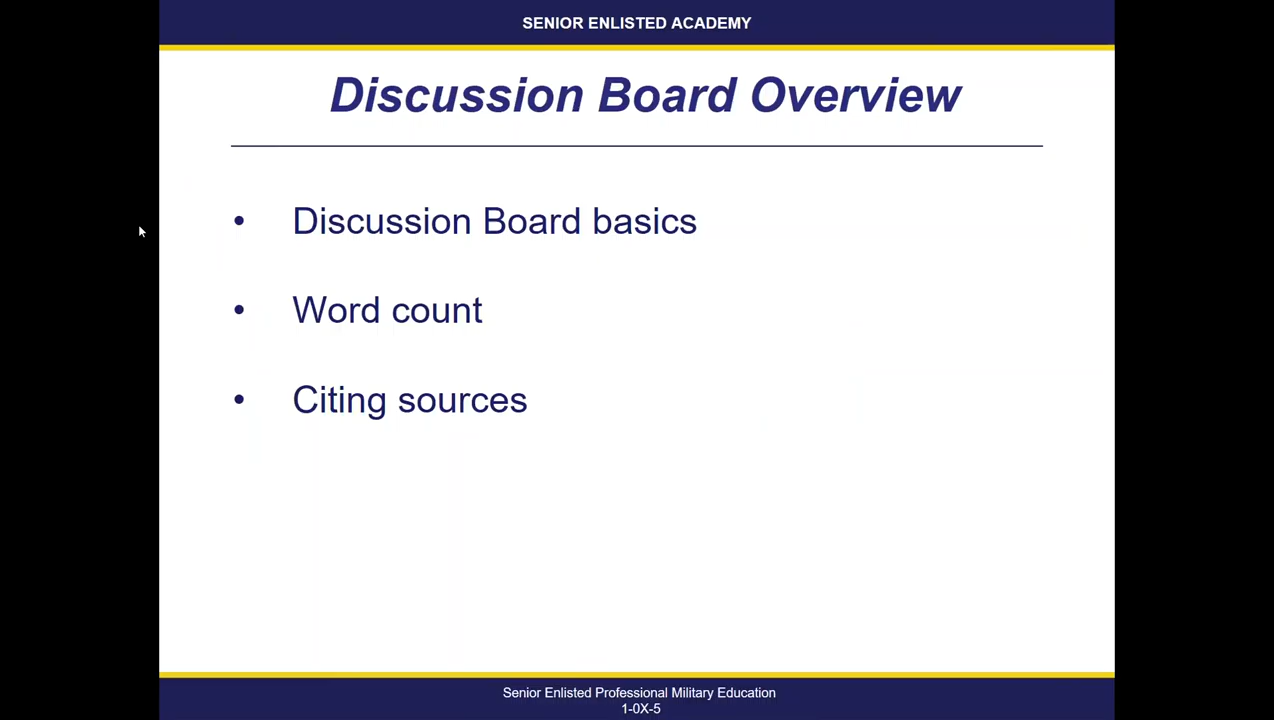 SENIOR ENLISTED ACADEMY
Discussion Board Overview
• Discussion Board basics
• Word count
• Citing sources
Senior Enlisted Professional Military Education
1-0X-5